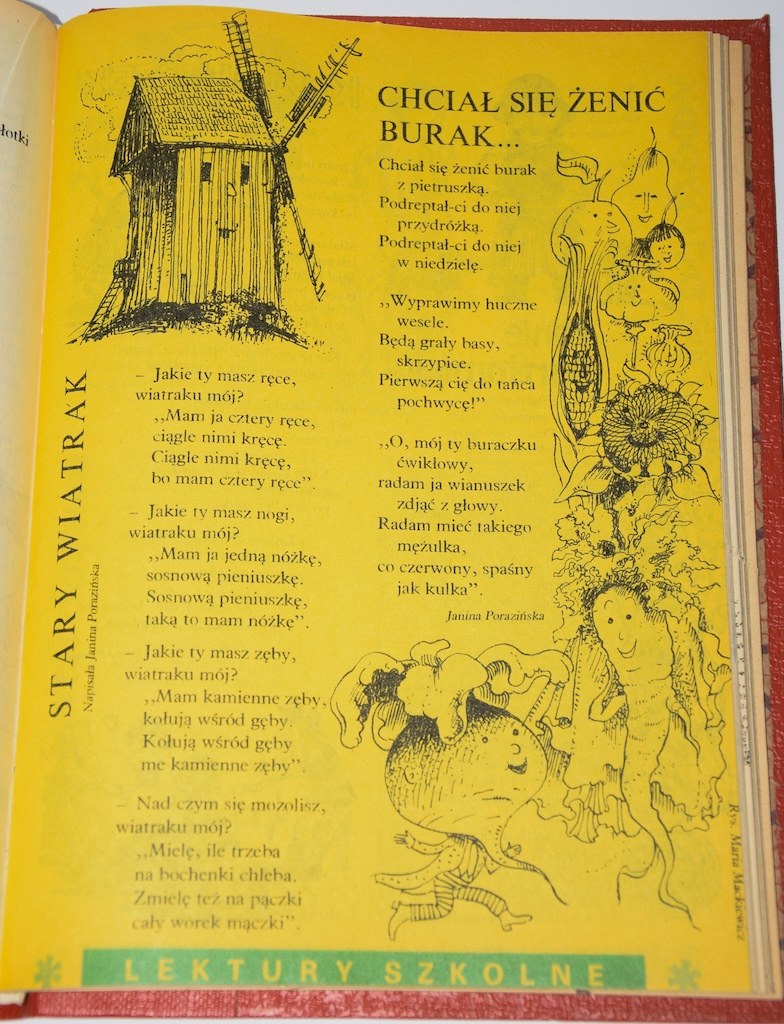 łotki
STARY WIATRAK
Napisała Janina Porazińska
– Jakie ty masz ręce,
wiatraku mój?
„Mam ja cztery ręce,
ciągle nimi kręcę.
Ciągle nimi kręcę,
bo mam cztery ręce”.
– Jakie ty masz nogi,
wiatraku mój?
„Mam ja jedną nóżkę,
sosnową pieniuszkę.
Sosnową pieniuszkę,
taką to mam nóżkę”.
– Jakie ty masz zęby,
wiatraku mój?
„Mam kamienne zęby,
kołują wśród gęby.
Kołują wśród gęby
me kamienne zęby”.
– Nad czym się mozolisz,
wiatraku mój?
„Mielę, ile trzeba
na bochenki chleba.
Zmielę też na pączki
cały worek mączki”.
CHCIAŁ SIĘ ŻENIĆ
BURAK...
Chciał się żenić burak
z pietruszką.
Podreptał-ci do niej
przydróżką.
Podreptał-ci do niej
w niedzielę.
„Wyprawimy huczne
wesele.
Będą grały basy,
skrzypice.
Pierwszą cię do tańca
pochwycę!”
„O, mój ty buraczku
ćwikłowy,
radam ja wianuszek
zdjąć z głowy.
Radam mieć takiego
mężulka,
co czerwony, spaśny
jak kulka”.
Janina Porazińska
Rys. Maria Mackiewicz
LEKTURY SZKOLNE